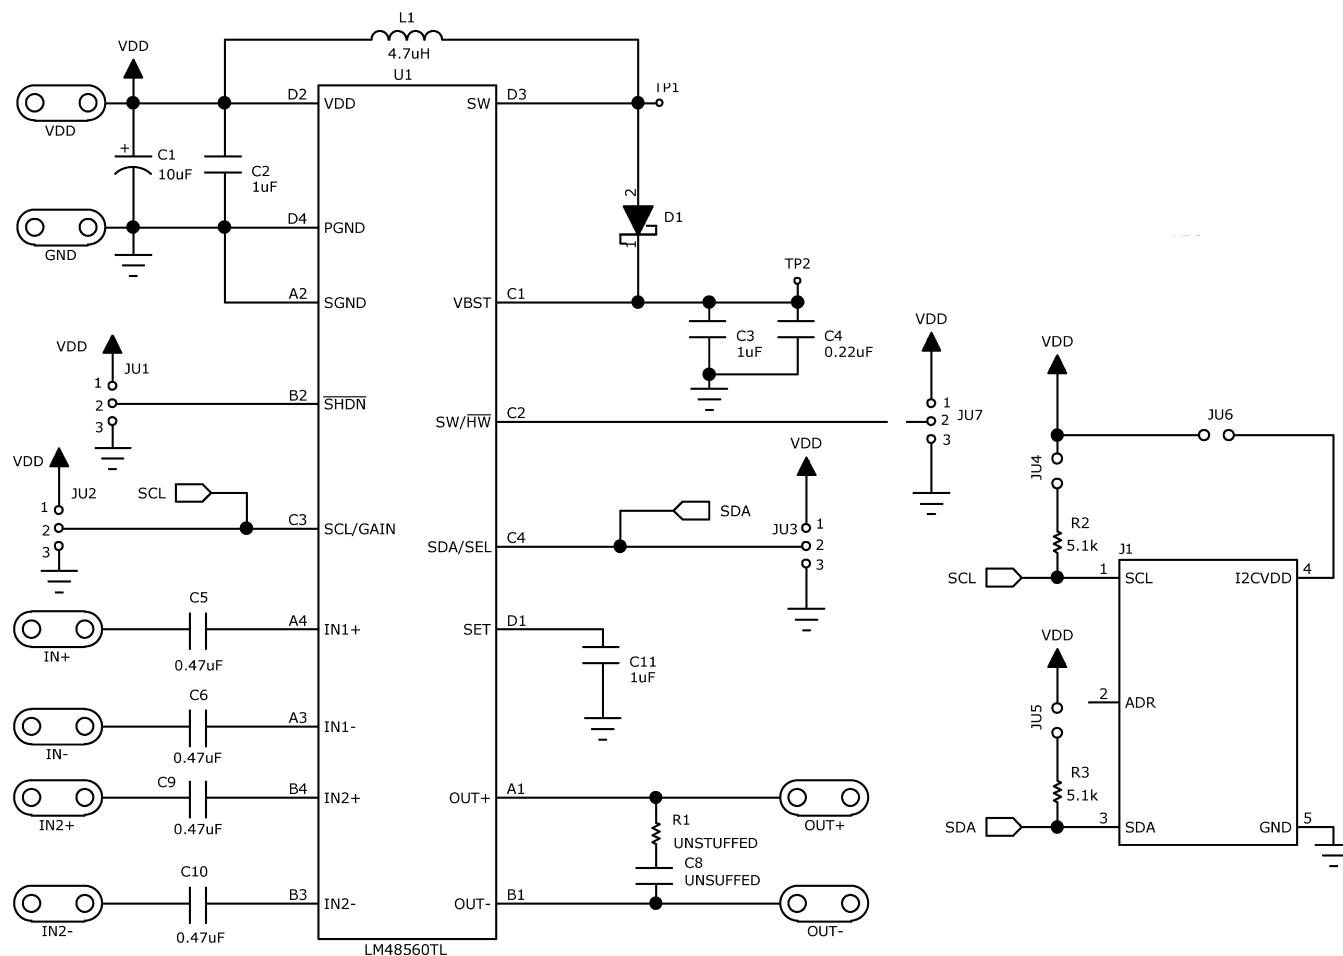 L1
4.7uH
U1
VDD
VDD
C1
10uF
+
C2
1uF
GND
D2
VDD
D4
PGND
A2
SGND
SW
D3
TP1
2
D1
1
VBST
C1
TP2
C3
1uF
C4
0.22uF
VDD
JU1
1
2
3
B2
SHDN
SW/HW
C2
VDD
1
2
3
JU7
VDD
JU2
1
2
3
SCL
C3
SCL/GAIN
SDA/SEL
C4
SDA
VDD
JU3
1
2
3
IN+
C5
0.47uF
A4
IN1+
SET
D1
C11
1uF
IN-
C6
0.47uF
A3
IN1-
IN2+
C9
0.47uF
B4
IN2+
OUT+
A1
R1
UNSTUFFED
C8
UNSUFFED
OUT+
IN2-
C10
0.47uF
B3
IN2-
OUT-
B1
OUT-
LM48560TL
VDD
JU6
JU4
R2
5.1k
J1
SCL
1
SCL
I2CVDD
4
VDD
JU5
2
ADR
R3
5.1k
SDA
3
SDA
GND
5